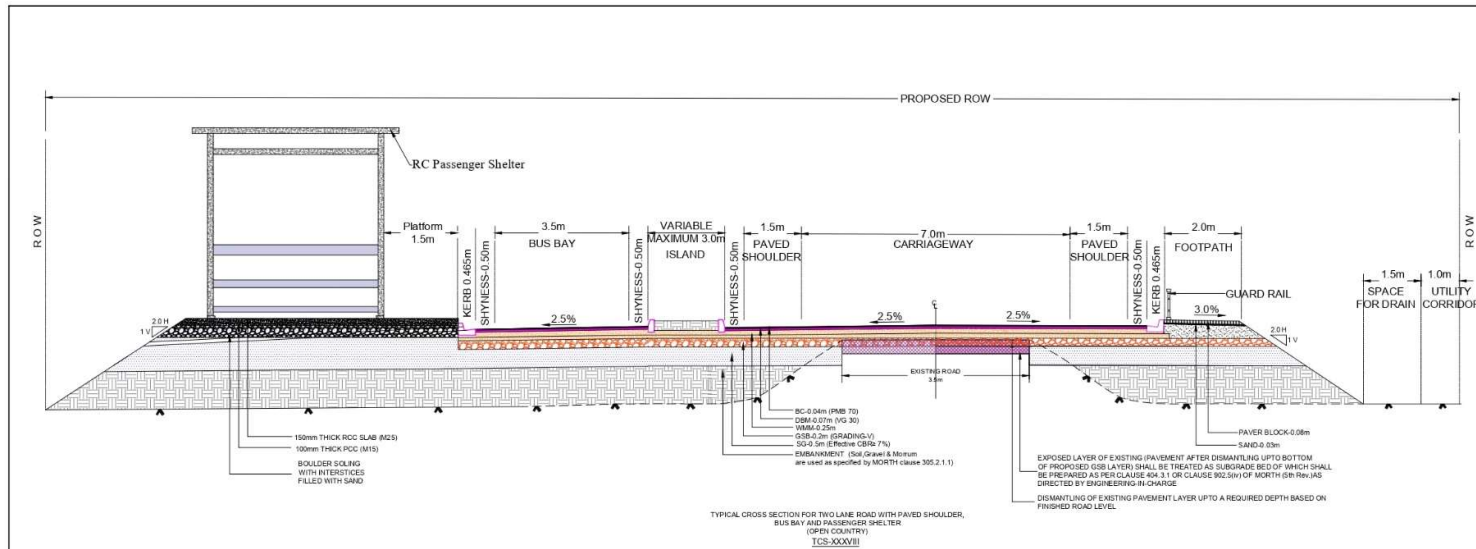 PROPOSED ROW
ROW
ROW
RC Passenger Shelter
Platform
1.5m
KERB 0.465m
SHYNESS-0.50m
3.5m
BUS BAY
SHYNESS-0.50m
VARIABLE
MAXIMUM 3.0m
ISLAND
SHYNESS-0.50m
1.5m
PAVED
SHOULDER
7.0m
CARRIAGEWAY
1.5m
PAVED
SHOULDER
SHYNESS-0.50m
KERB 0.465m
2.0m
FOOTPATH
GUARD RAIL
1.5m
SPACE
FOR DRAIN
1.0m
UTILITY
CORRIDOR
2.0 H
1 V
2.5%
2.5%
2.5%
3.0%
2.0 H
1 V
EXISTING ROAD
3.5m
150mm THICK RCC SLAB (M25)
100mm THICK PCC (M15)
BOULDER SOLING
WITH INTERSTICES
FILLED WITH SAND
BC-0.04m (PMB 70)
DBM-0.07m (VG 30)
WMM-0.25m
GSB-0.2m (GRADING-V)
SG-0.5m (Effective CBR≥ 7%)
EMBANKMENT (Soil,Gravel & Morrum
are used as specified by MORTH clause 305.2.1.1)
PAVER BLOCK-0.08m
SAND-0.03m
EXPOSED LAYER OF EXISTING (PAVEMENT AFTER DISMANTLING UPTO BOTTOM
OF PROPOSED GSB LAYER) SHALL BE TREATED AS SUBGRADE BED OF WHICH SHALL
BE PREPARED AS PER CLAUSE 404.3.1 OR CLAUSE 902.5(iv) OF MORTH (5th Rev.)AS
DIRECTED BY ENGINEERING-IN-CHARGE
DISMANTLING OF EXISTING PAVEMENT LAYER UPTO A REQUIRED DEPTH BASED ON
FINISHED ROAD LEVEL
TYPICAL CROSS SECTION FOR TWO LANE ROAD WITH PAVED SHOULDER,
BUS BAY AND PASSENGER SHELTER
(OPEN COUNTRY)
TCS-XXXVIII